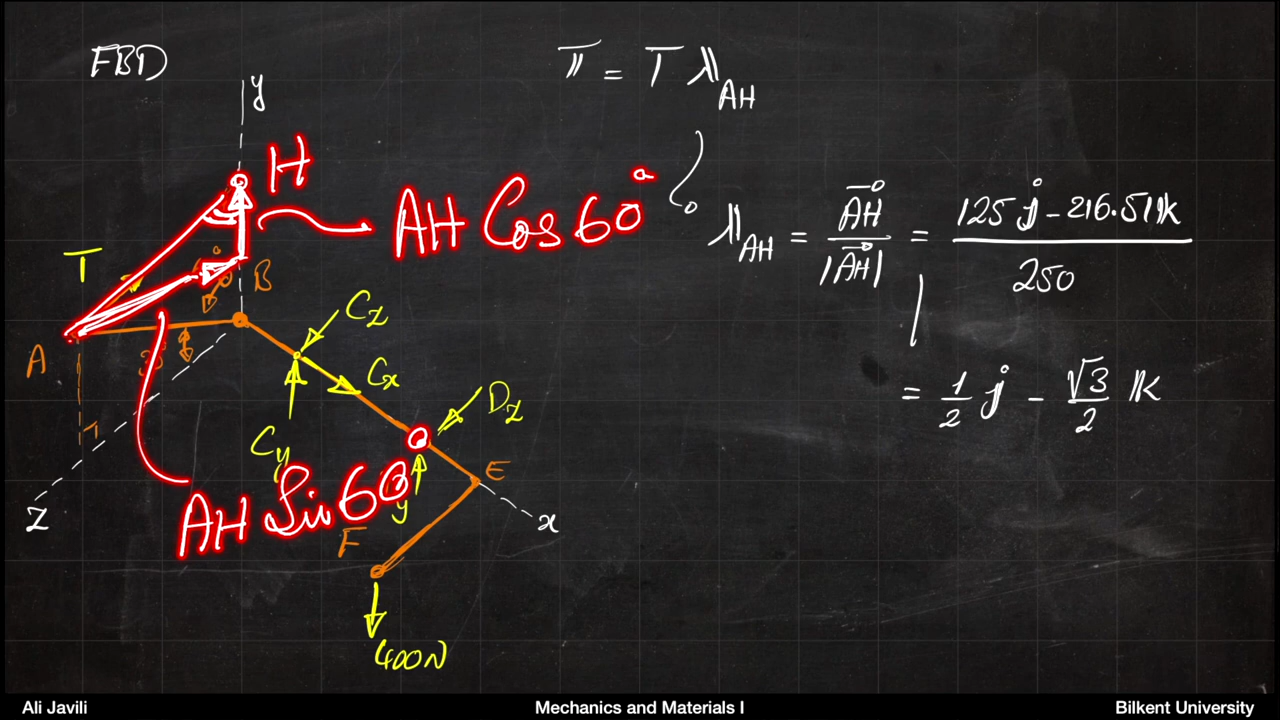 FBD
y
H
AH Cos 60°
T
B
A
Cz
Cx
Cy
Dz
E
z
x
AH Sin 60
y
F
400N
T = T λAH
λAH = AH / |AH| = 125 j - 216.51 k / 250
= 1/2 j - √3/2 k
Ali Javili
Mechanics and Materials I
Bilkent University